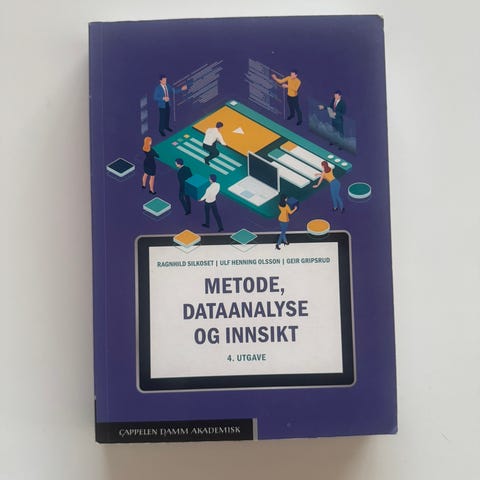 RAGNHILD SILKOSET | ULF HENNING OLSSON | GEIR GRIPSRUD
METODE,
DATAANALYSE
OG INNSIKT
4. UTGAVE
CAPPELEN DAMM AKADEMISK